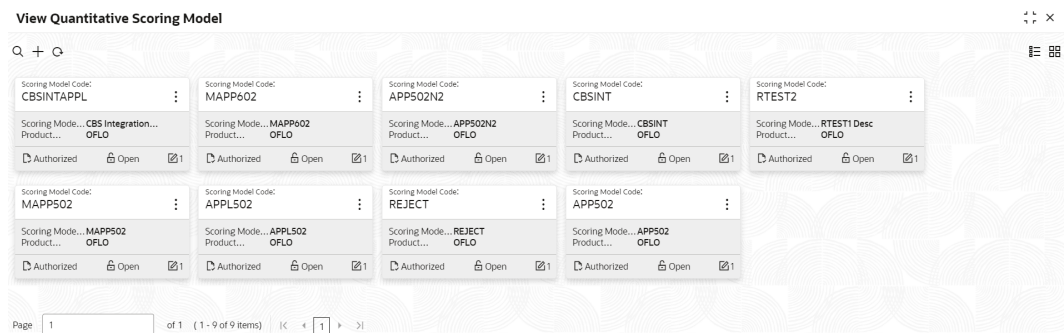 View Quantitative Scoring Model
Scoring Model Code: Scoring Model Code: Scoring Model Code: Scoring Model Code: Scoring Model Code:
CBSINTAPPL MAPP602 APP502N2 CBSINT RTEST2
Scoring Mode... CBS Integration... Scoring Mode... MAPP602 Scoring Mode... APP502N2 Scoring Mode... CBSINT Scoring Mode... RTEST1 Desc
Product... OFLO Product... OFLO Product... OFLO Product... OFLO Product... OFLO
Authorized Open 1 Authorized Open 1 Authorized Open 1 Authorized Open 1 Authorized Open 1
Scoring Model Code: Scoring Model Code: Scoring Model Code: Scoring Model Code:
MAPP502 APPL502 REJECT APP502
Scoring Mode... MAPP502 Scoring Mode... APPL502 Scoring Mode... REJECT Scoring Mode... APP502
Product... OFLO Product... OFLO Product... OFLO Product... OFLO
Authorized Open 1 Authorized Open 1 Authorized Open 1 Authorized Open 1
Page 1 of 1 (1 - 9 of 9 items) 1